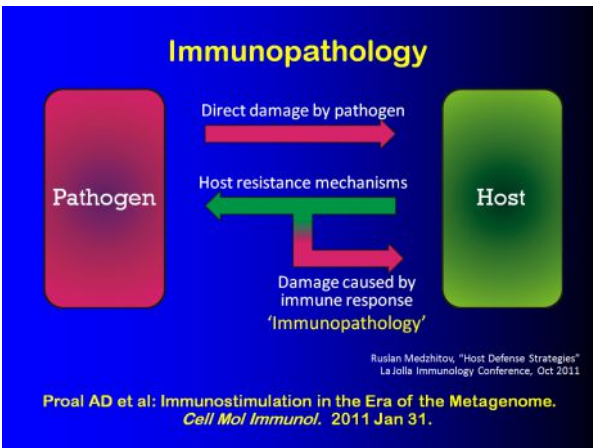 Immunopathology
Direct damage by pathogen
Pathogen
Host resistance mechanisms
Host
Damage caused by
immune response
‘Immunopathology’
Ruslan Medzhitov, “Host Defense Strategies”
La Jolla Immunology Conference, Oct 2011
Proal AD et al: Immunostimulation in the Era of the Metagenome.
Cell Mol Immunol. 2011 Jan 31.